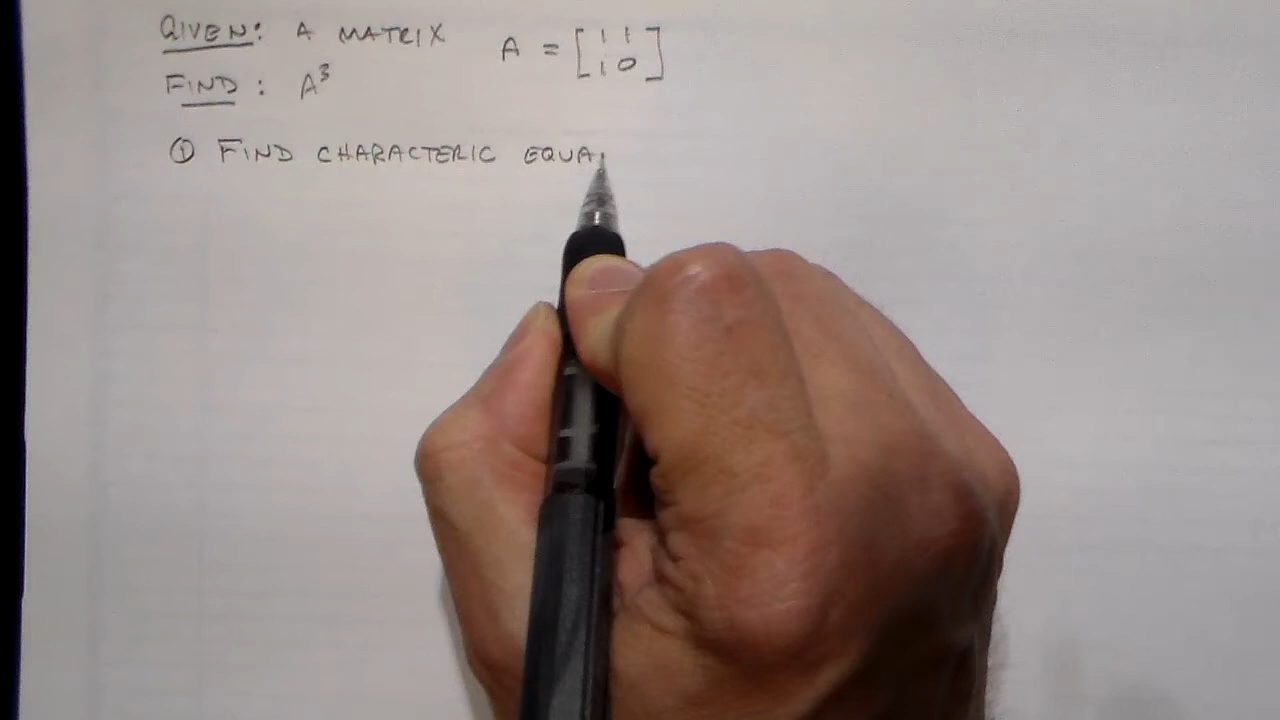 GIVEN: A MATRIX A = [1 1
1 0]
FIND: A³
① FIND CHARACTERIC EQUA